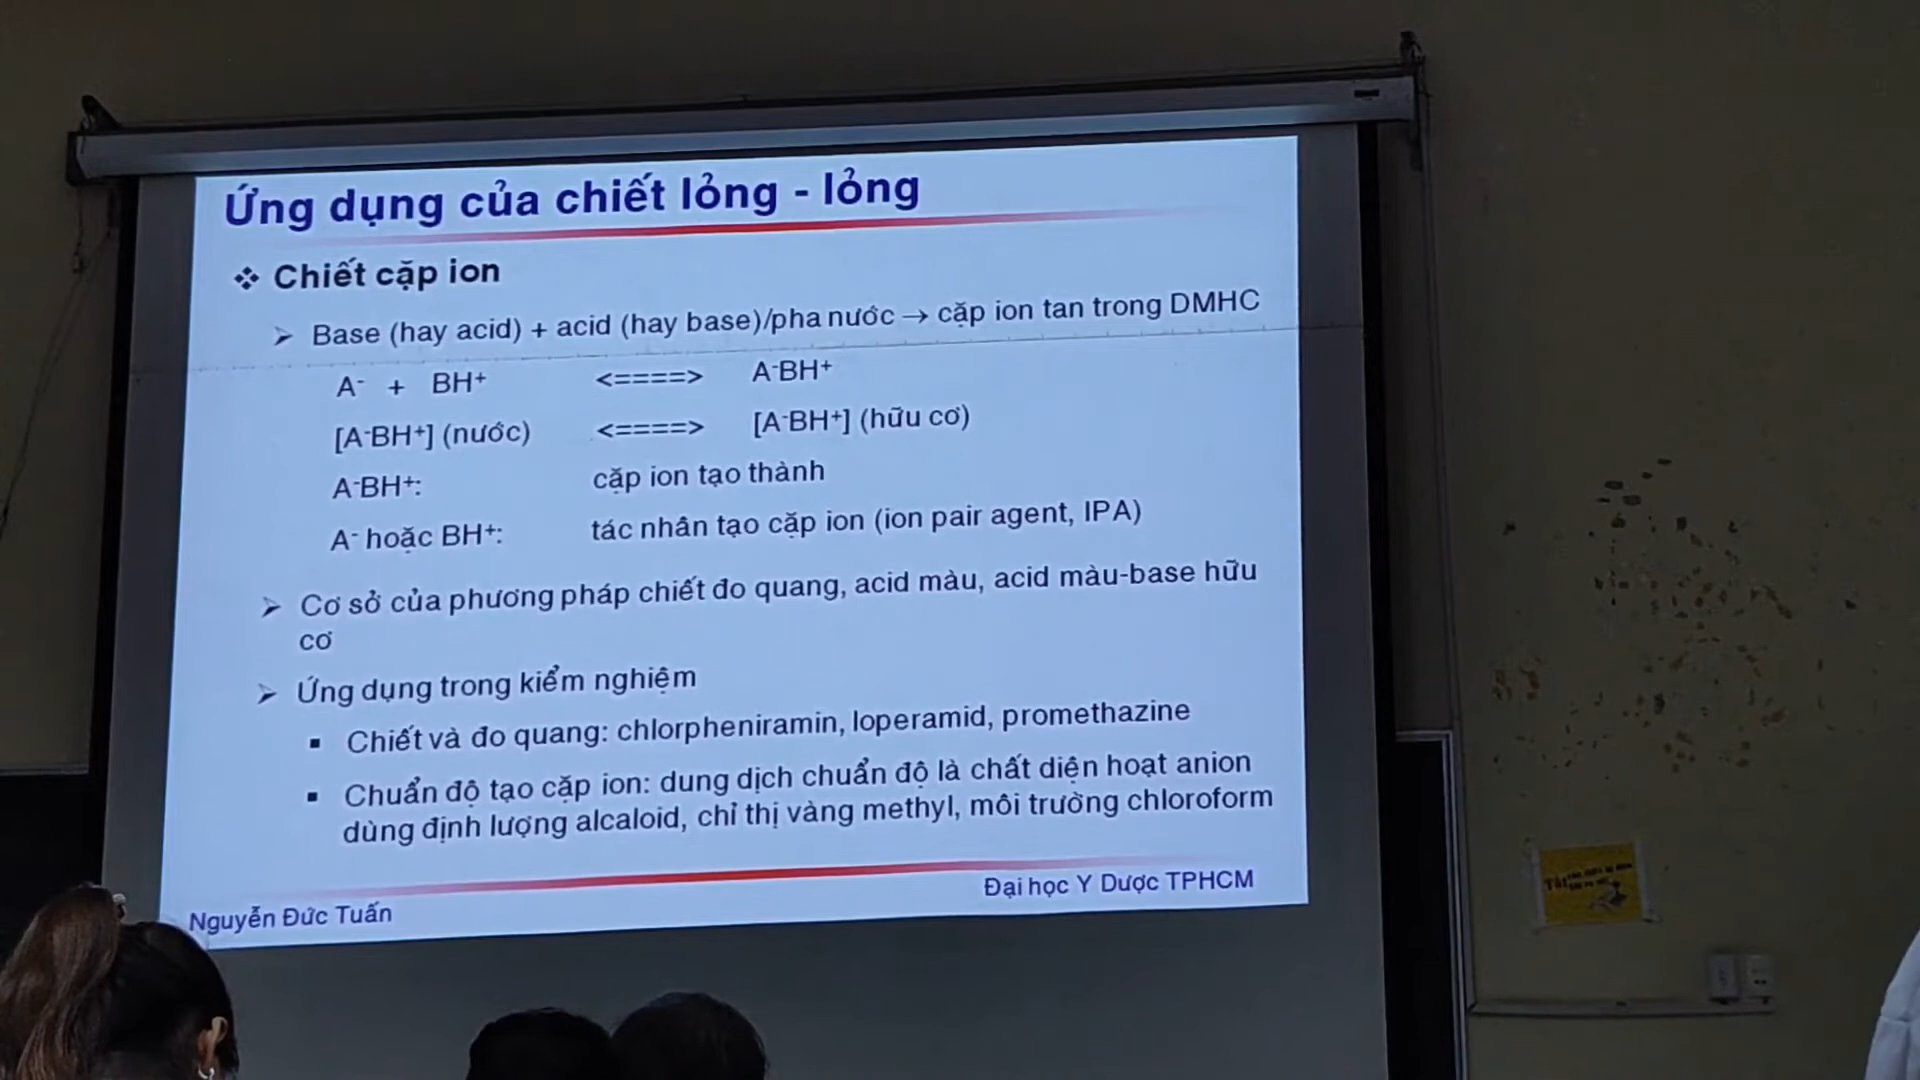 Ứng dụng của chiết lỏng - lỏng
❖ Chiết cặp ion
➢ Base (hay acid) + acid (hay base)/pha nước → cặp ion tan trong DMHC
A⁻ + BH⁺ <====> A⁻BH⁺
[A⁻BH⁺] (nước) <====> [A⁻BH⁺] (hữu cơ)
A⁻BH⁺: cặp ion tạo thành
A⁻ hoặc BH⁺: tác nhân tạo cặp ion (ion pair agent, IPA)
➢ Cơ sở của phương pháp chiết đo quang, acid màu, acid màu-base hữu
cơ
➢ Ứng dụng trong kiểm nghiệm
▪ Chiết và đo quang: chlorpheniramin, loperamid, promethazine
▪ Chuẩn độ tạo cặp ion: dung dịch chuẩn độ là chất diện hoạt anion
dùng định lượng alcaloid, chỉ thị vàng methyl, môi trường chloroform
Nguyễn Đức Tuấn
Đại học Y Dược TPHCM